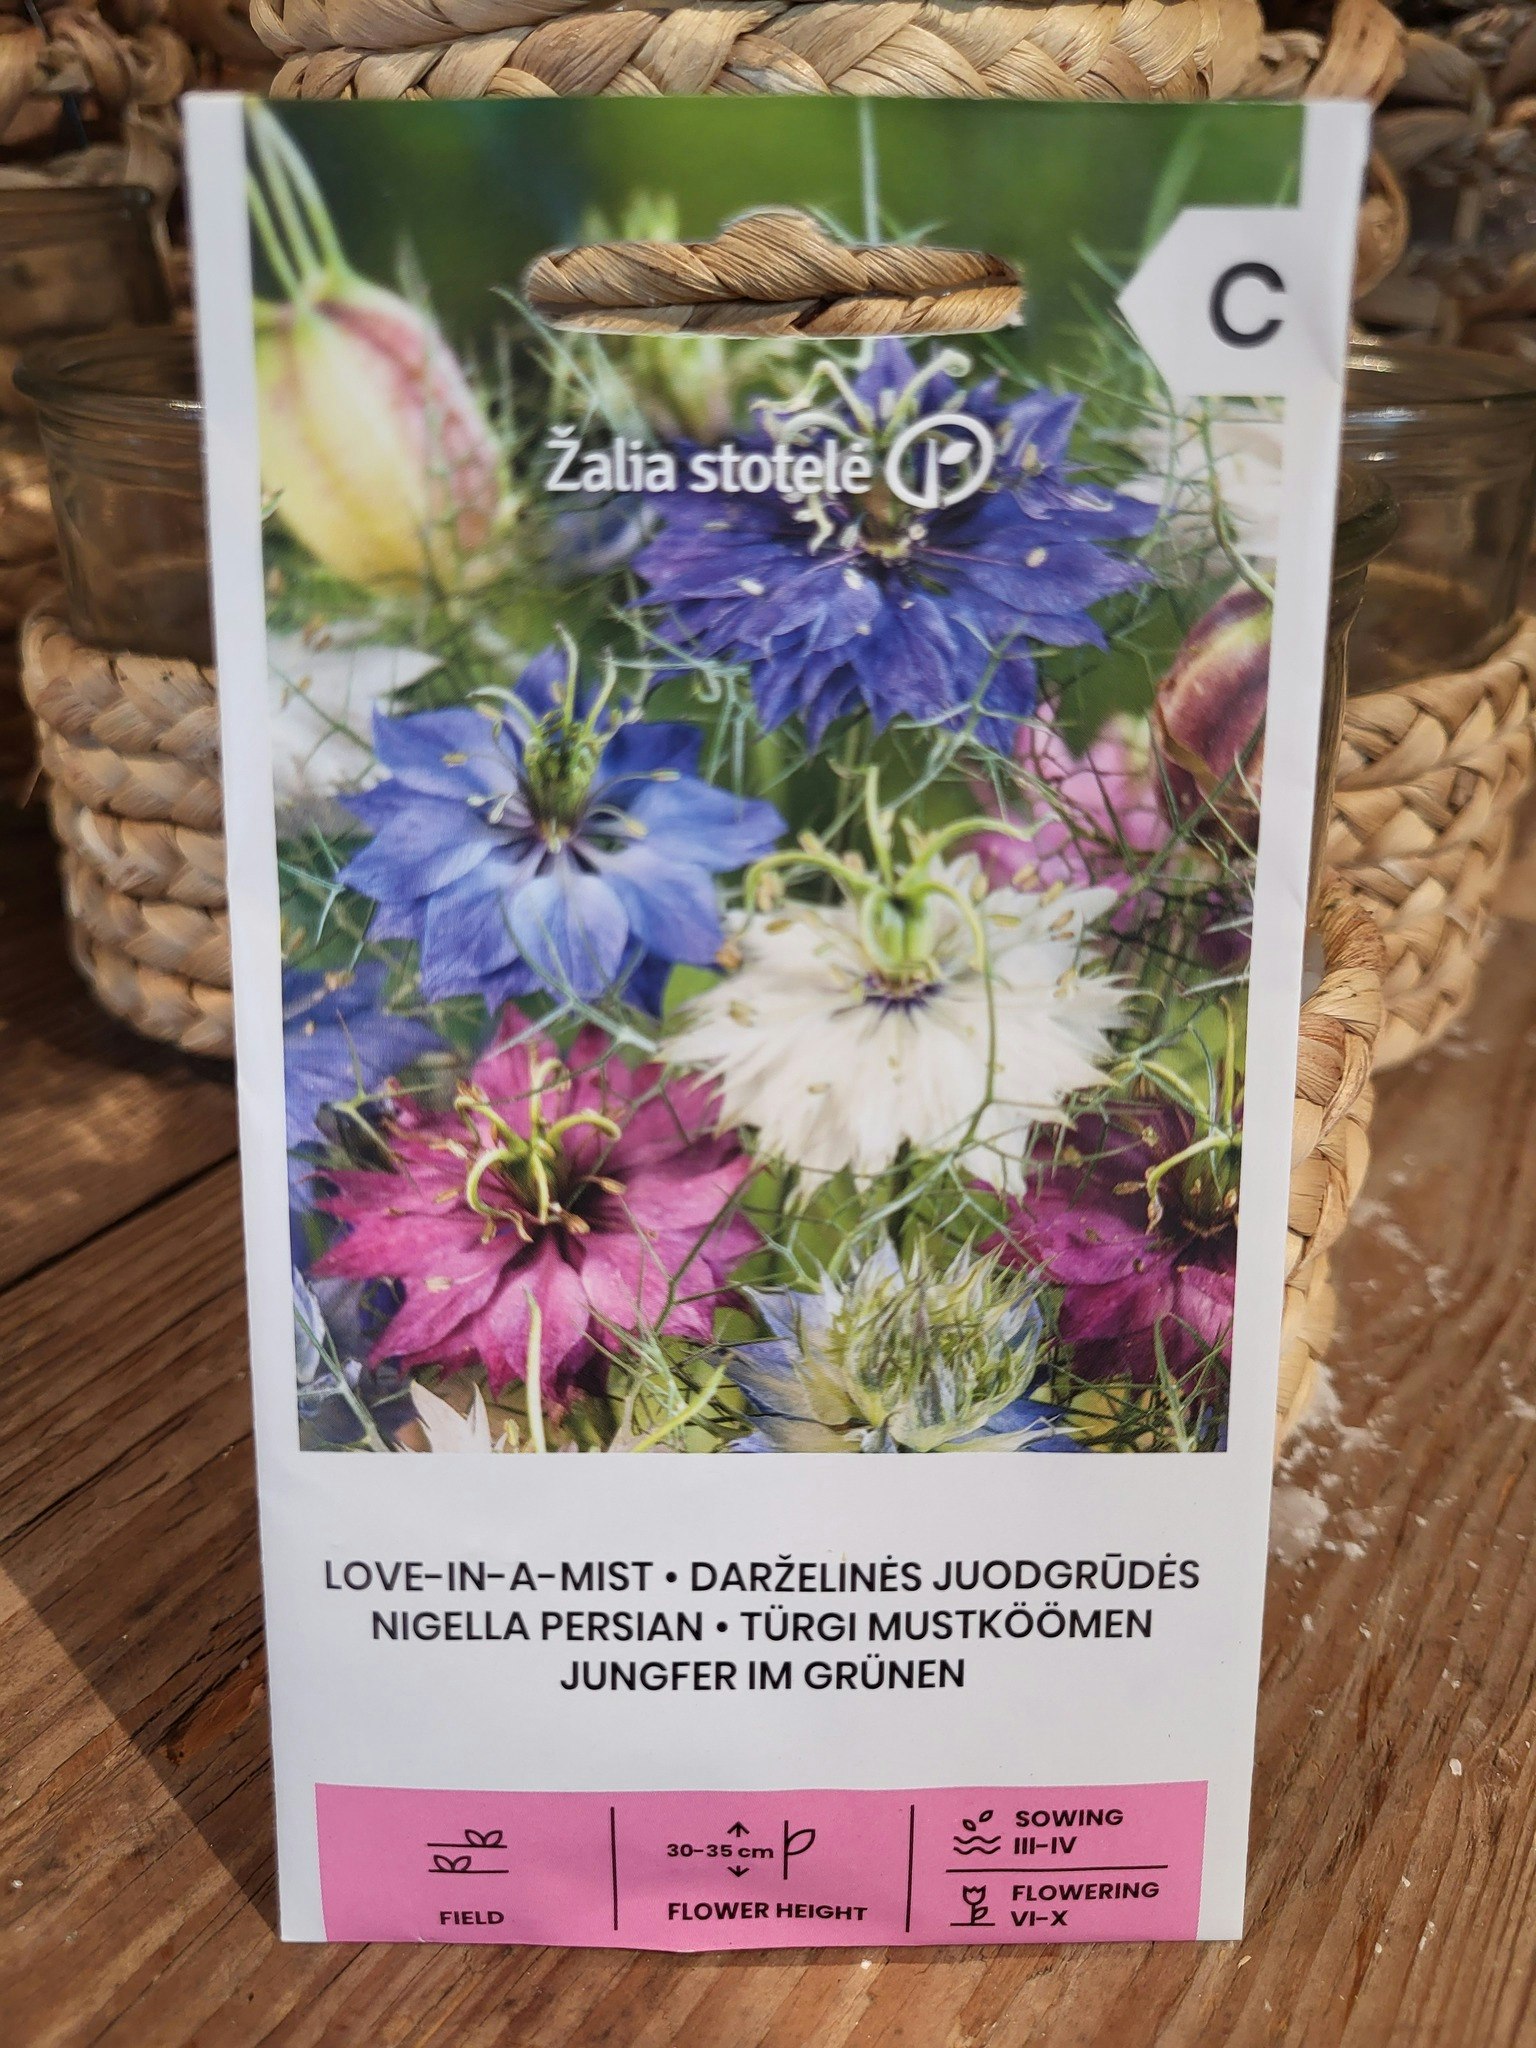 C
Žalia stotelė
LOVE-IN-A-MIST • DARŽELINĖS JUODGRŪDĖS
NIGELLA PERSIAN • TÜRGI MUSTKÖÖMEN
JUNGFER IM GRÜNEN
FIELD
30-35 cm
FLOWER HEIGHT
SOWING
III-IV
FLOWERING
VI-X